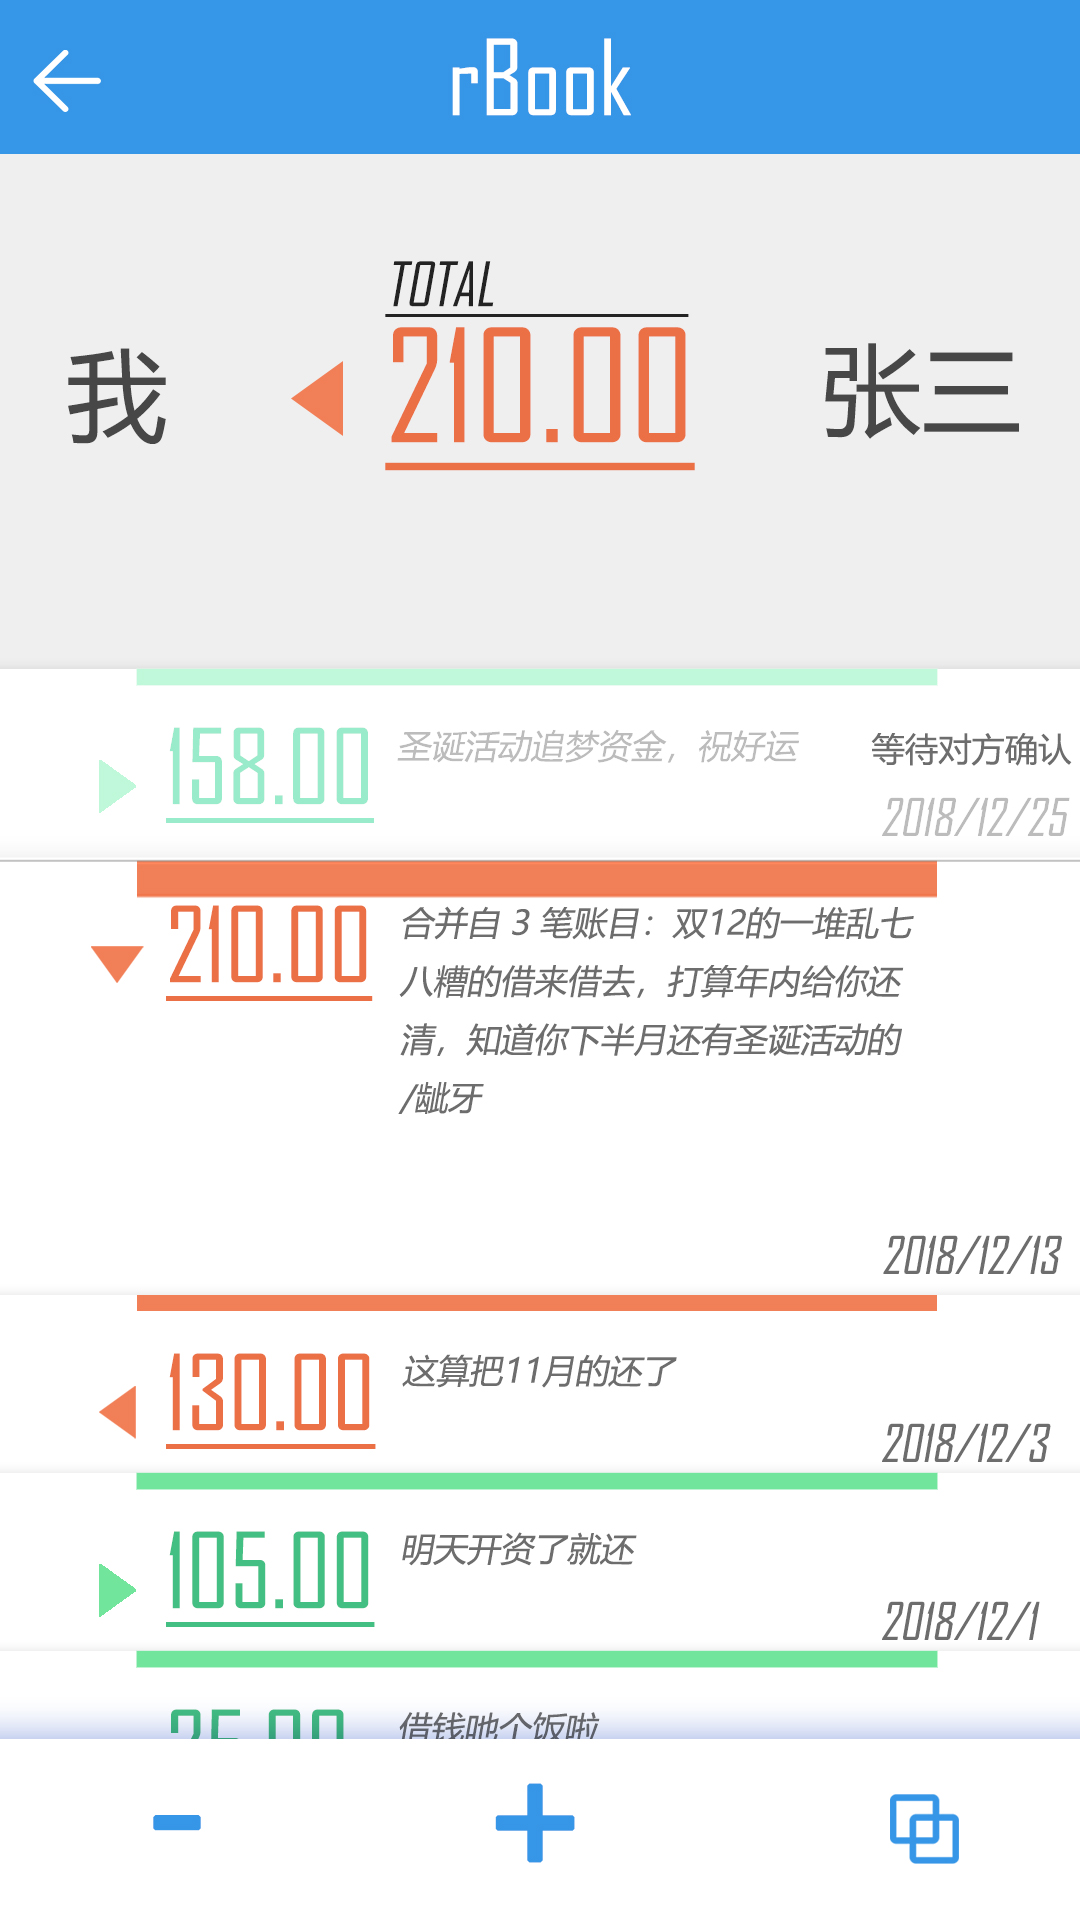 rBook
TOTAL
我
210.00
张三
158.00
圣诞活动追梦资金，祝好运
等待对方确认
2018/12/25
210.00
合并自 3 笔账目：双12的一堆乱七
八糟的借来借去，打算年内给你还
清，知道你下半月还有圣诞活动的
/龇牙
2018/12/13
130.00
这算把11月的还了
2018/12/3
105.00
明天开资了就还
2018/12/1
借钱吔个饭啦